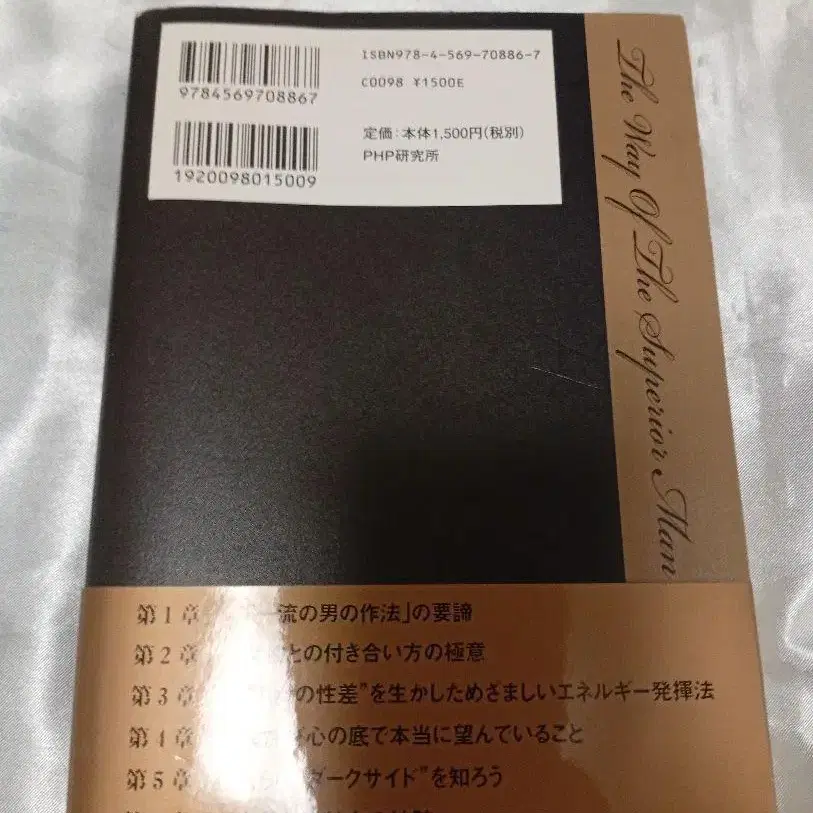 ISBN978-4-569-70886-7
C0098 ¥1500E
9784569708867
定価:本体1,500円(税別)
PHP研究所
1920098015009
The Way Of The Superior Man
第1章 流の男の作法」の要諦
第2章 との付き合い方の極意
第3章 の性差”を生かしためざましいエネルギー発揮法
第4章 心の底で本当に望んでいること
第5章 ダークサイド”を知ろう